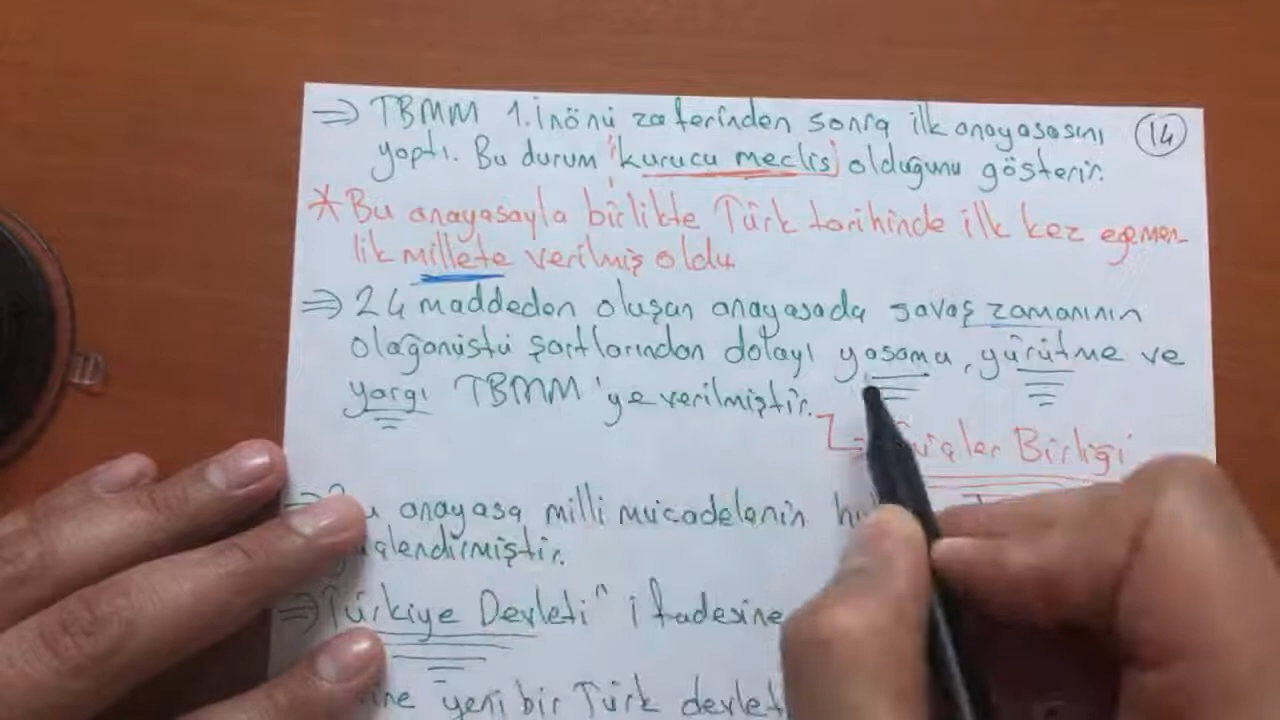 ⇒ TBMM 1. İnönü zaferinden sonra ilk anayasasını
14
yaptı. Bu durum "kurucu meclis" olduğunu gösterir.
* Bu anayasayla birlikte Türk tarihinde ilk kez egemen-
lik millete verilmiş oldu
⇒ 24 maddeden oluşan anayasada savaş zamanının
olağanüstü şartlarından dolayı yasama, yürütme ve
yargı TBMM'ye verilmiştir.
Birliği
anayasa milli mücadelenin
Türkiye Devleti" ifadesine
"yeni bir Türk